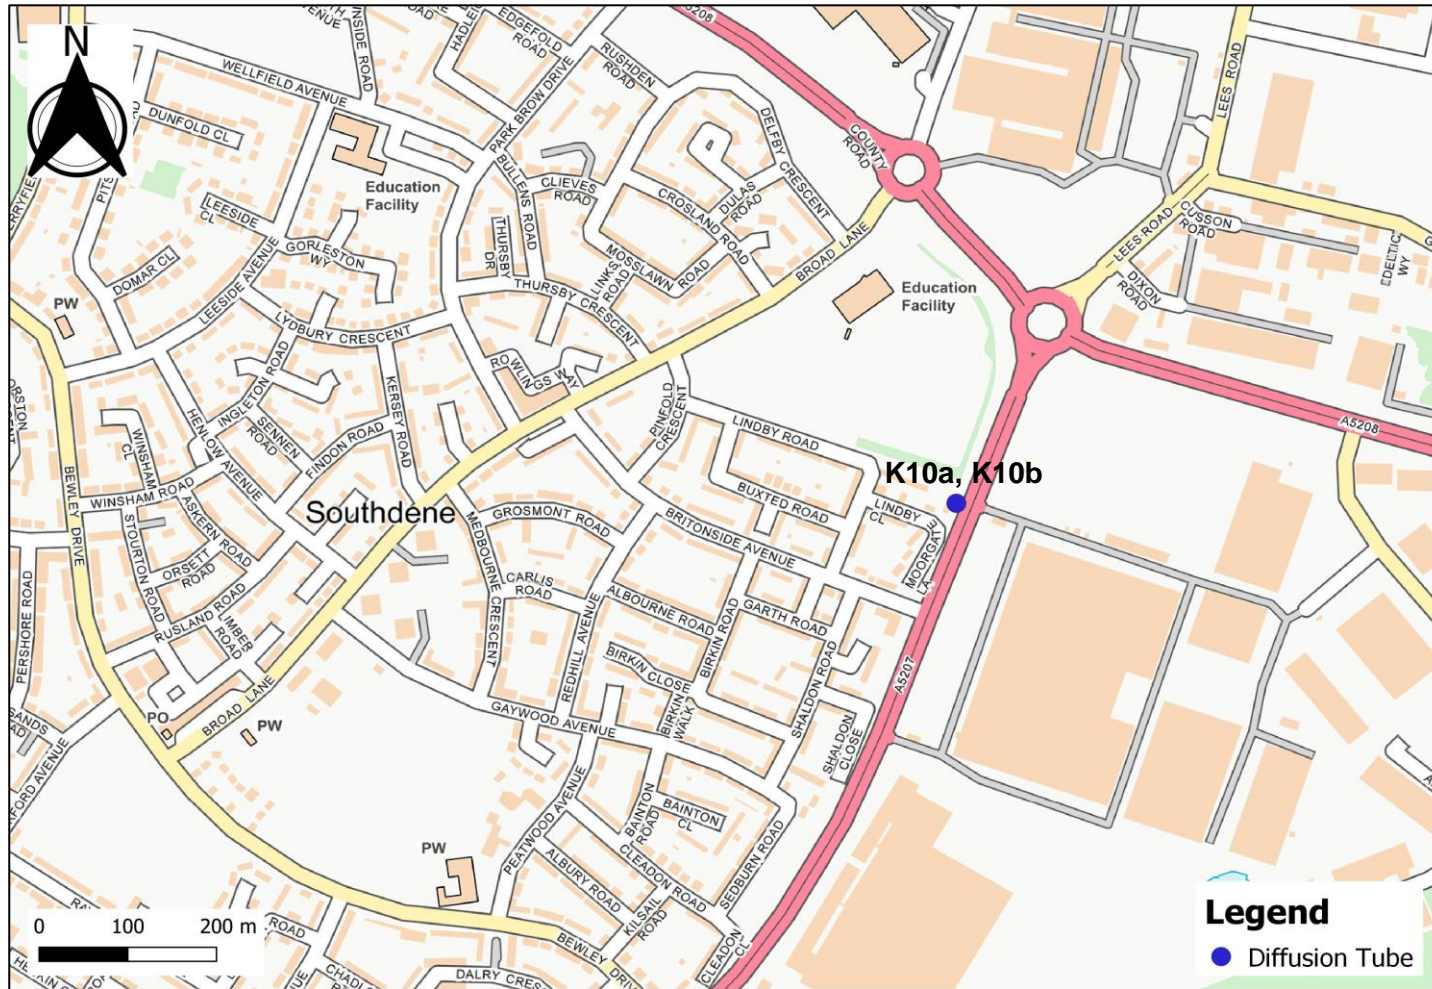 N
A5208
EDGEFOLD
ROAD
RUSHDEN
ROAD
WELLFIELD AVENUE
DUNFOLD CL
PARK BROW DRIVE
BULLENS ROAD
DELFBY CRESCENT
COUNTY
ROAD
LEES ROAD
Education
Facility
CLIEVES
ROAD
CROSLAND ROAD
DULAS
ROAD
LEESIDE
CL
GORLESTON
WY
THURSBY
DR
MOSSLAWN
ROAD
LINKS
ROAD
BROAD LANE
LEES ROAD
CUSSON
ROAD
DIXON
ROAD
DELTIC
WY
DOMAR CL
LEESIDE AVENUE
PW
THURSBY CRESCENT
Education
Facility
LYDBURY CRESCENT
INGLETON ROAD
KERSEY ROAD
ROWLINGS WAY
PINFOLD
CRESCENT
LINDBY ROAD
A5208
HENLOW AVENUE
SENNEN
ROAD
FINDON ROAD
WINSHAM
CL
WINSHAM ROAD
BEWLEY DRIVE
K10a, K10b
Southdene
BUXTED ROAD
LINDBY
CL
GROSMONT ROAD
BRITONSIDE AVENUE
MOORGATE
LA
ASKERN ROAD
STOURTON ROAD
ORSETT
ROAD
MEDBOURNE CRESCENT
CARLIS
ROAD
ALBOURNE ROAD
GARTH ROAD
PERSHORE ROAD
RUSLAND ROAD
IMBER
ROAD
REDHILL AVENUE
BIRKIN ROAD
BIRKIN CLOSE
BIRKIN
WALK
SHALDON ROAD
SHALDON
CLOSE
A5207
PO
BROAD LANE
PW
GAYWOOD AVENUE
PEATWOOD AVENUE
BAINTON
ROAD
BAINTON
CL
SEDBURN ROAD
PW
ALBURY ROAD
CLEADON ROAD
KILSAIL
ROAD
CLEADON
CL
BEWLEY DRIVE
DALRY CRESC
0 100 200 m
Legend
Diffusion Tube